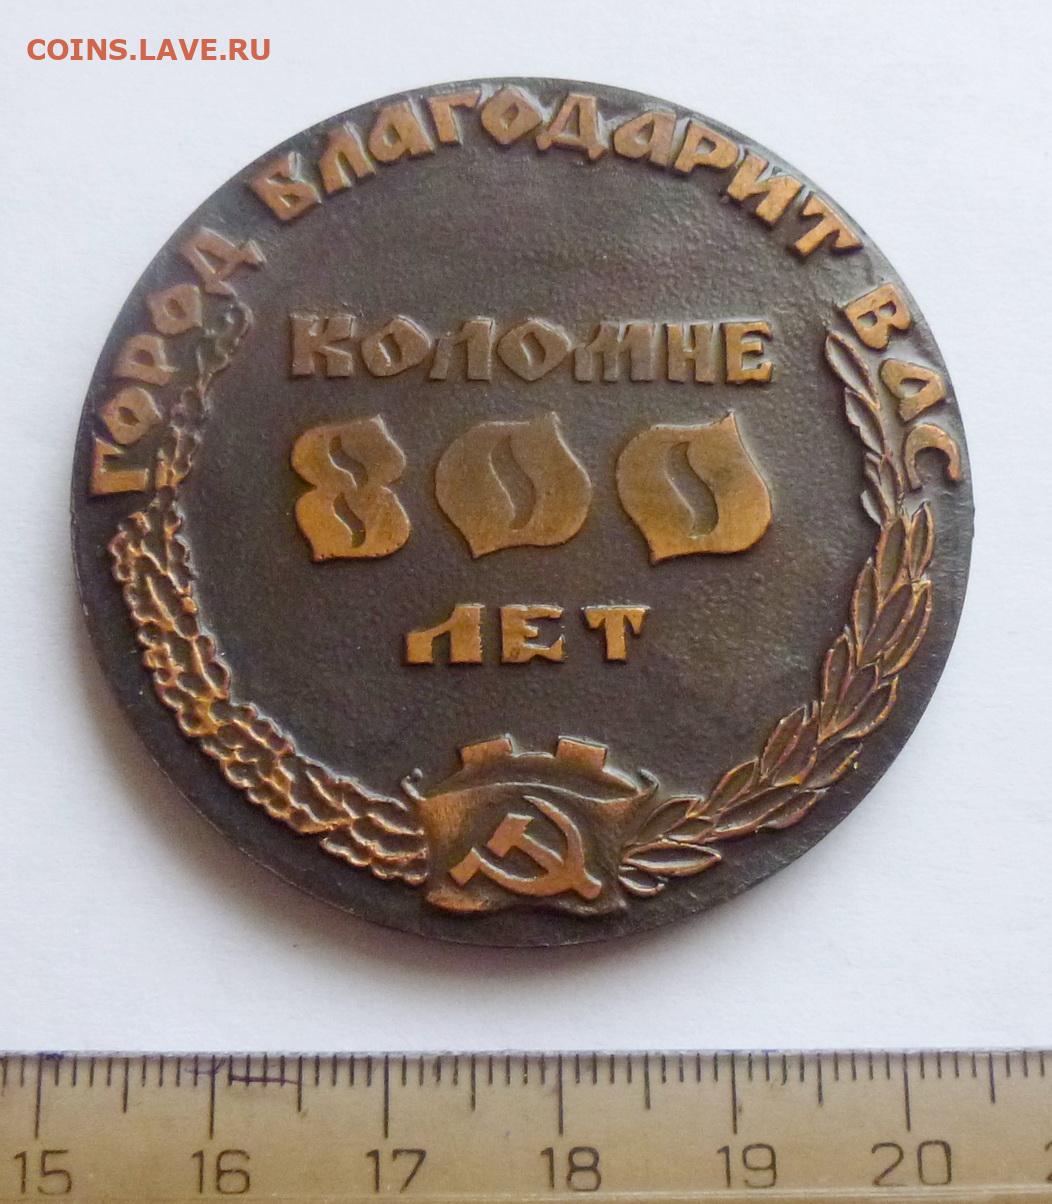 COINS.LAVE.RU
ГОРОД БЛАГОДАРИТ ВАС
КОЛОМНЕ
800
ЛЕТ
15 16 17 18 19 20